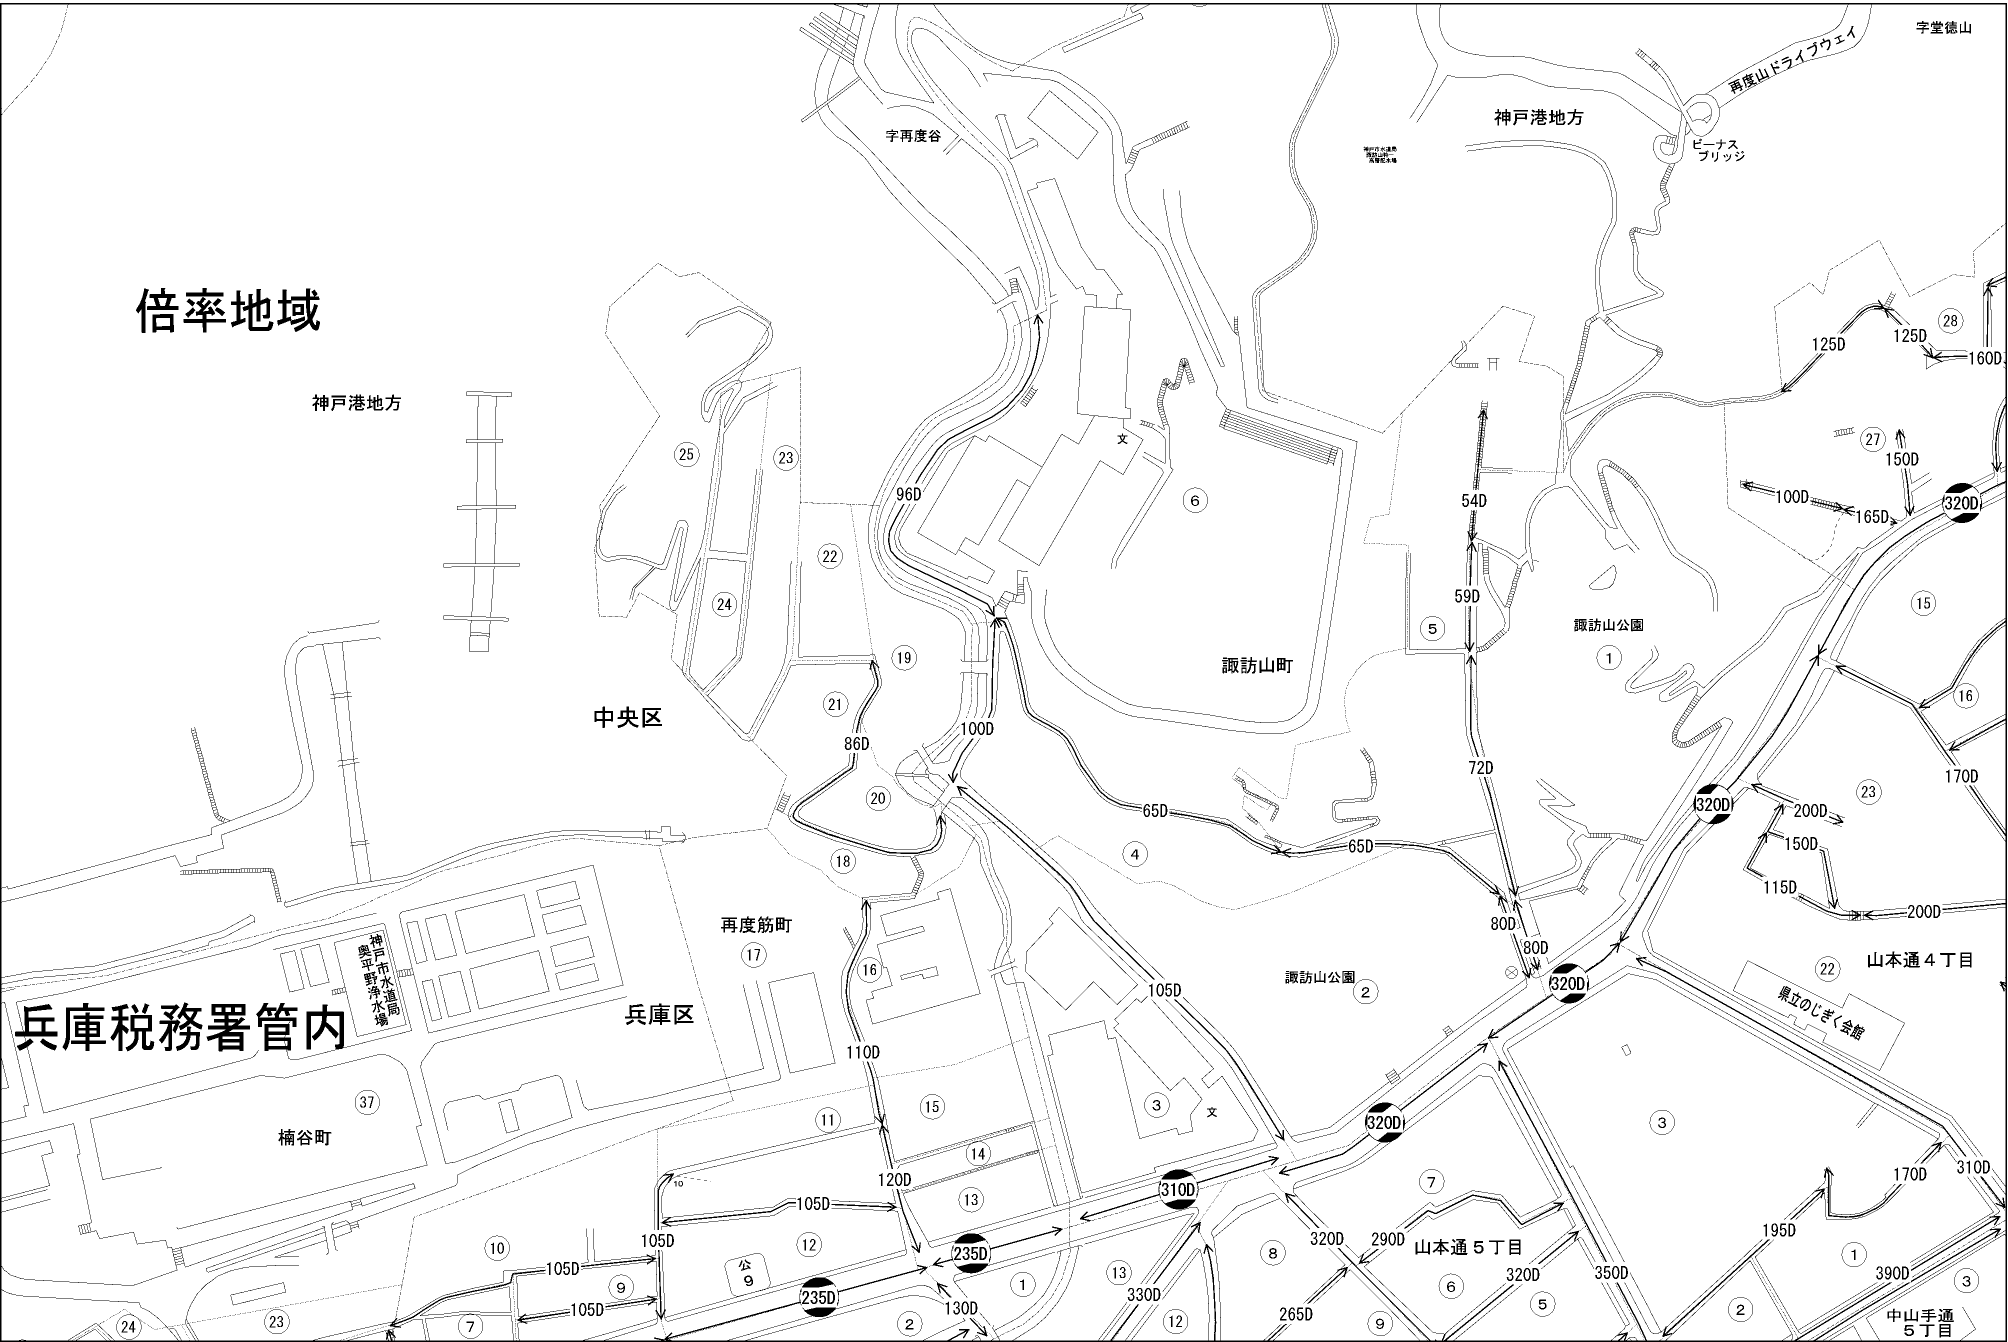 字堂徳山
再度山ドライブウェイ
神戸港地方
字再度谷
ビーナス
ブリッジ
倍率地域
神戸港地方
28
125D
125D
160D
25
23
文
27
150D
96D
6
54D
100D
165D
320D
22
24
59D
15
19
5
諏訪山公園
1
諏訪山町
16
中央区
21
86D
100D
72D
170D
20
65D
320D
200D
23
65D
150D
18
4
115D
200D
再度筋町
17
80D
80D
神戸市水道局
奥平野浄水場
16
諏訪山公園
2
320D
22
山本通4丁目
105D
県立のじぎく会館
兵庫税務署管内
兵庫区
110D
37
楠谷町
11
15
3
文
320D
3
14
120D
10
310D
7
170D
310D
13
105D
105D
10
12
235D
8
320D
290D
山本通5丁目
195D
1
105D
9
公
9
1
13
330D
6
320D
350D
390D
3
105D
235D
130D
265D
5
2
中山手通
5丁目
24
23
7
2
12
9